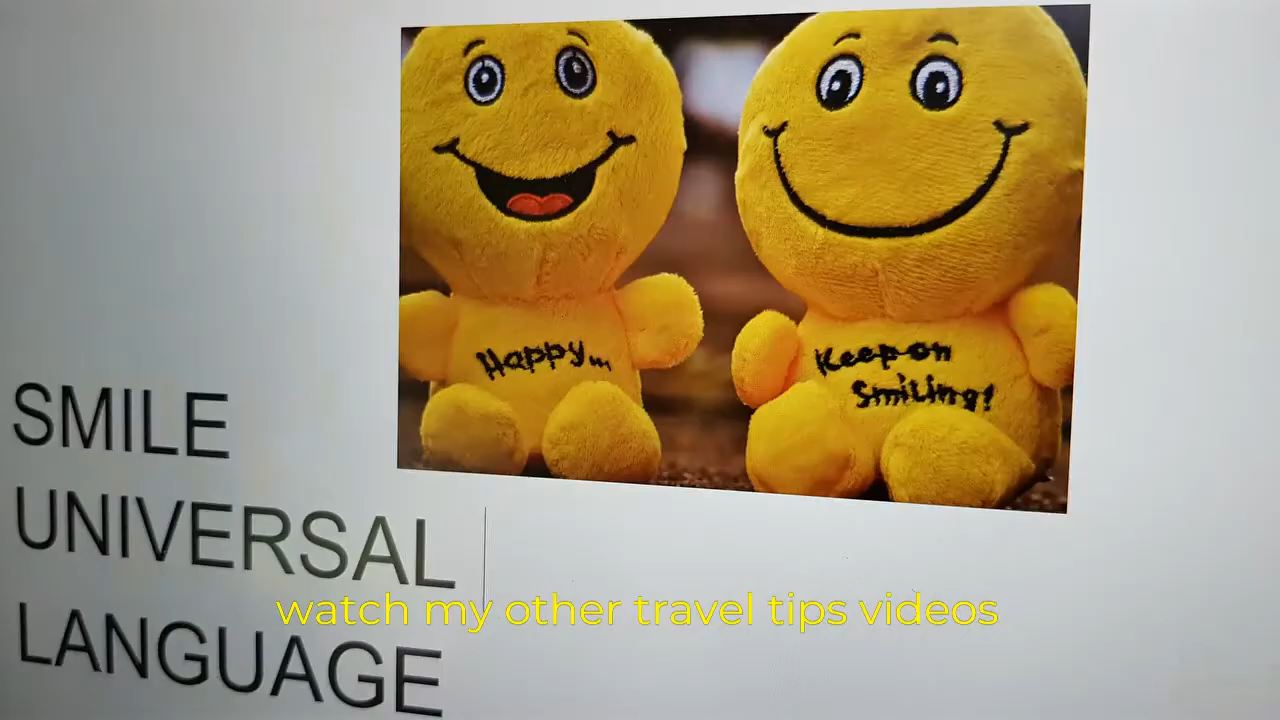 Happy...
Keep on
Smiling!
SMILE
UNIVERSAL
LANGUAGE
watch my other travel tips videos